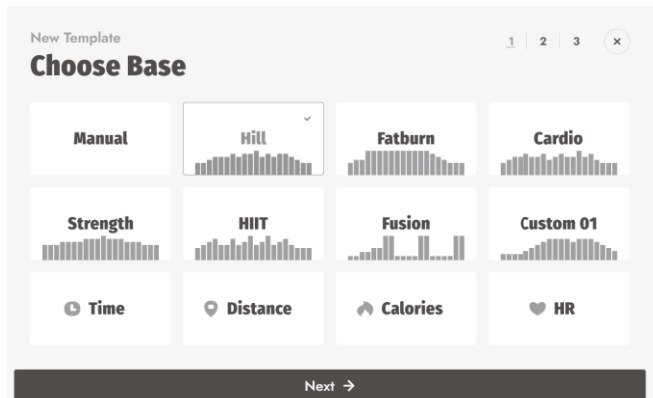 New Template
Choose Base
1 2 3
Manual
Hill
Fatburn
Cardio
Strength
HIIT
Fusion
Custom 01
Time
Distance
Calories
HR
Next